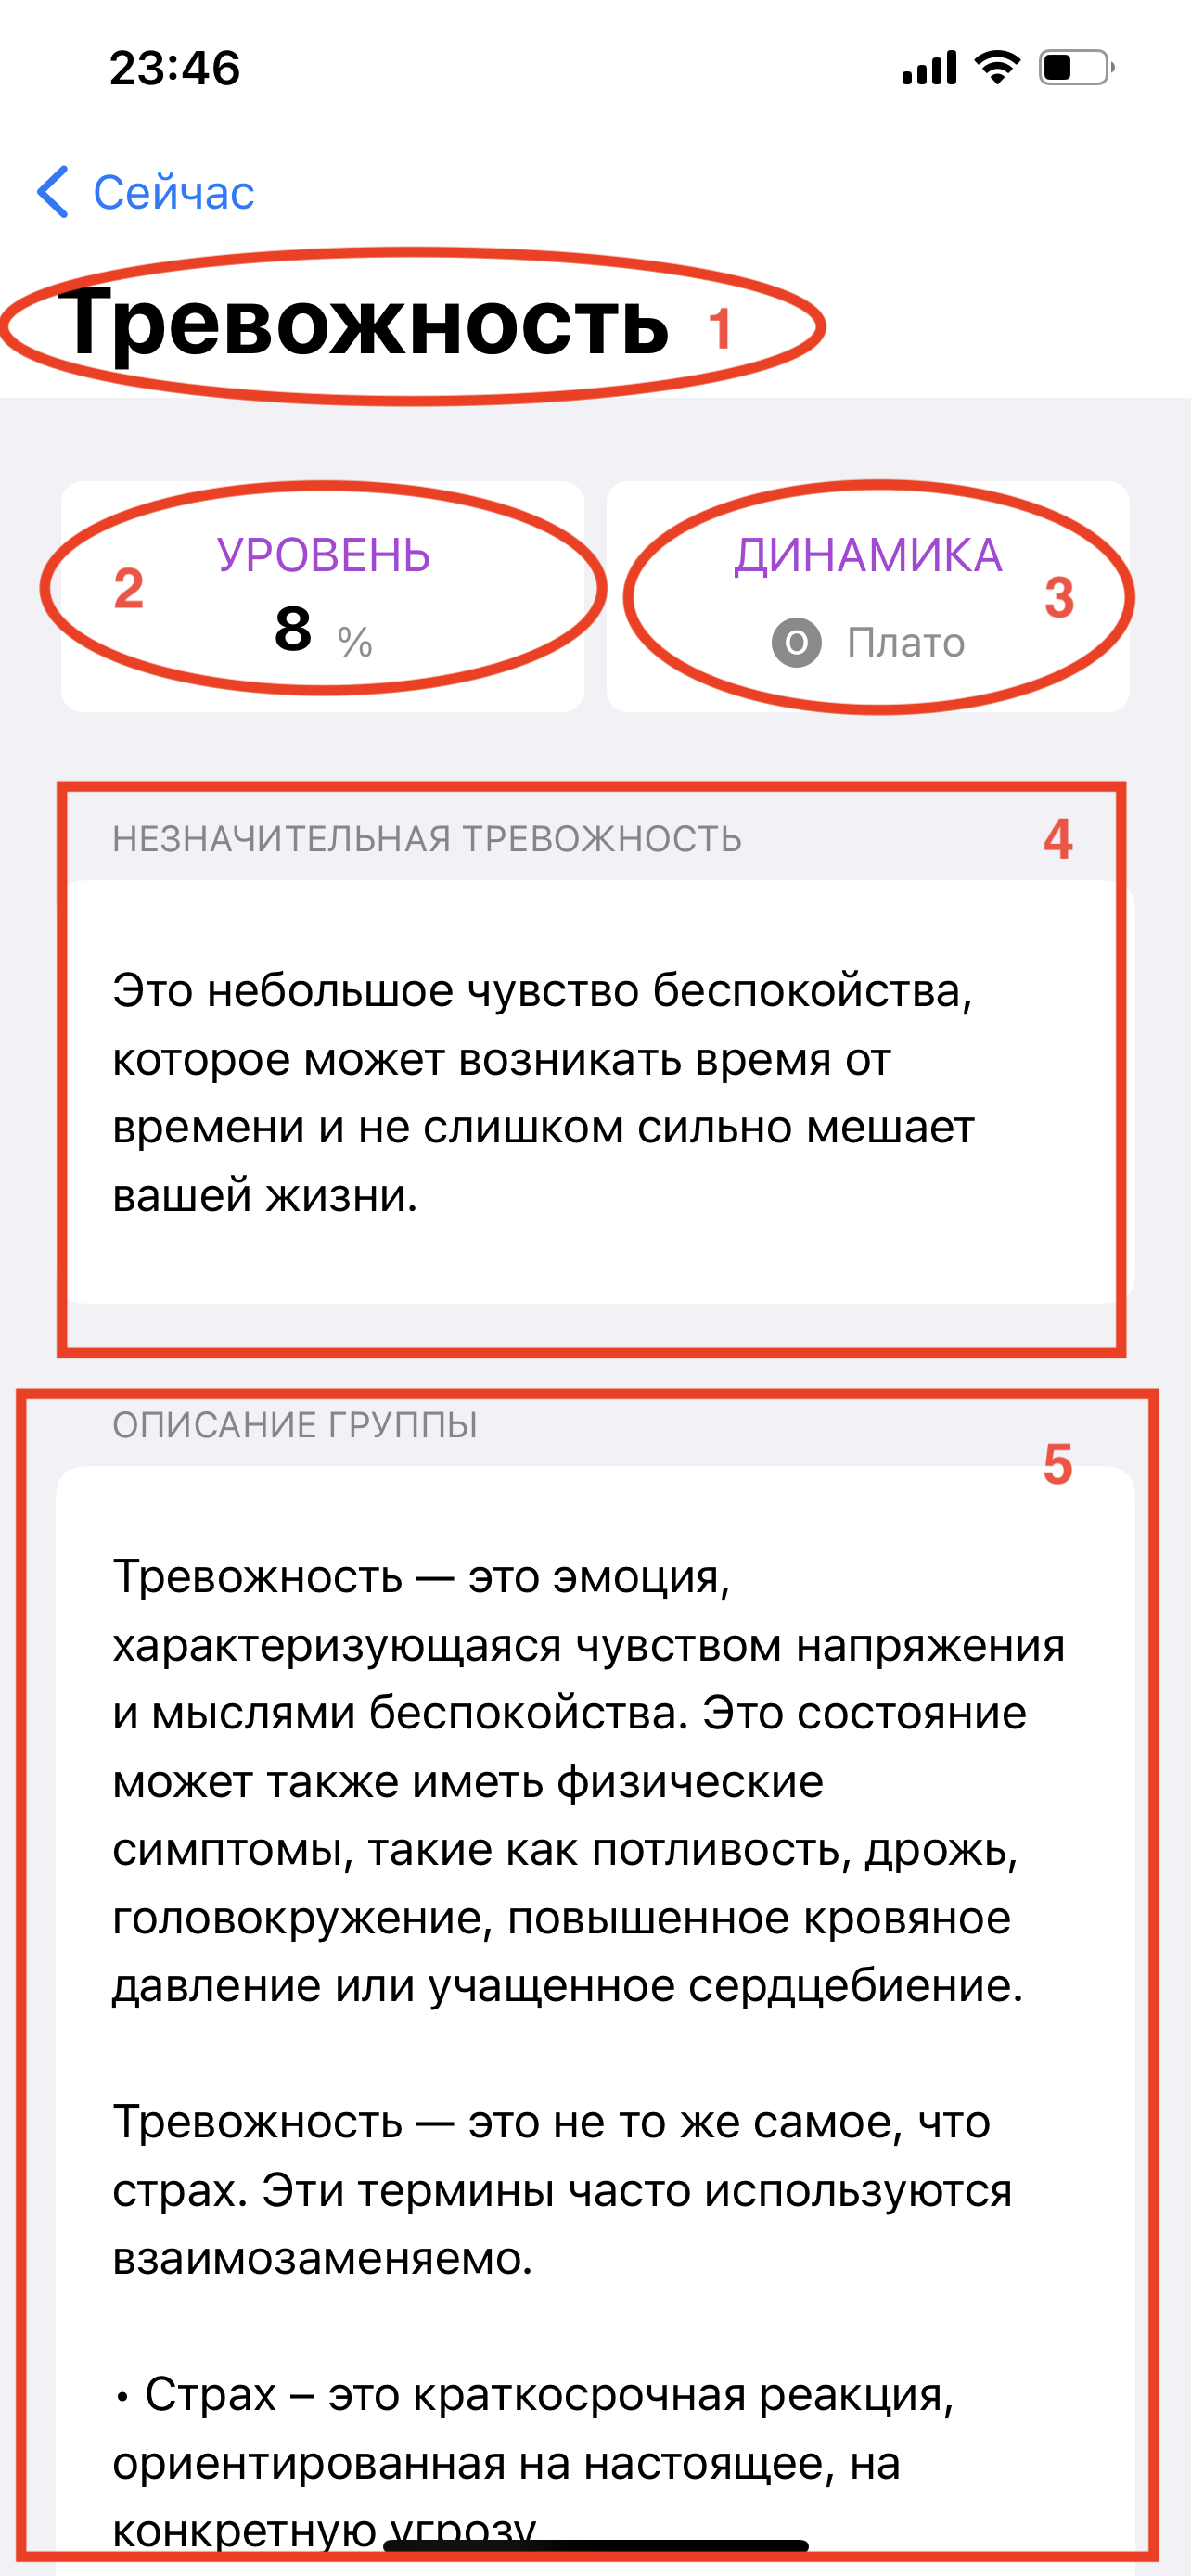 23:46
Сейчас
Тревожность 1
УРОВЕНЬ
2
8 %
ДИНАМИКА
3
O Плато
НЕЗНАЧИТЕЛЬНАЯ ТРЕВОЖНОСТЬ 4
Это небольшое чувство беспокойства,
которое может возникать время от
времени и не слишком сильно мешает
вашей жизни.
ОПИСАНИЕ ГРУППЫ
5
Тревожность — это эмоция,
характеризующаяся чувством напряжения
и мыслями беспокойства. Это состояние
может также иметь физические
симптомы, такие как потливость, дрожь,
головокружение, повышенное кровяное
давление или учащенное сердцебиение.
Тревожность — это не то же самое, что
страх. Эти термины часто используются
взаимозаменяемо.
• Страх – это краткосрочная реакция,
ориентированная на настоящее, на
конкретную угрозу